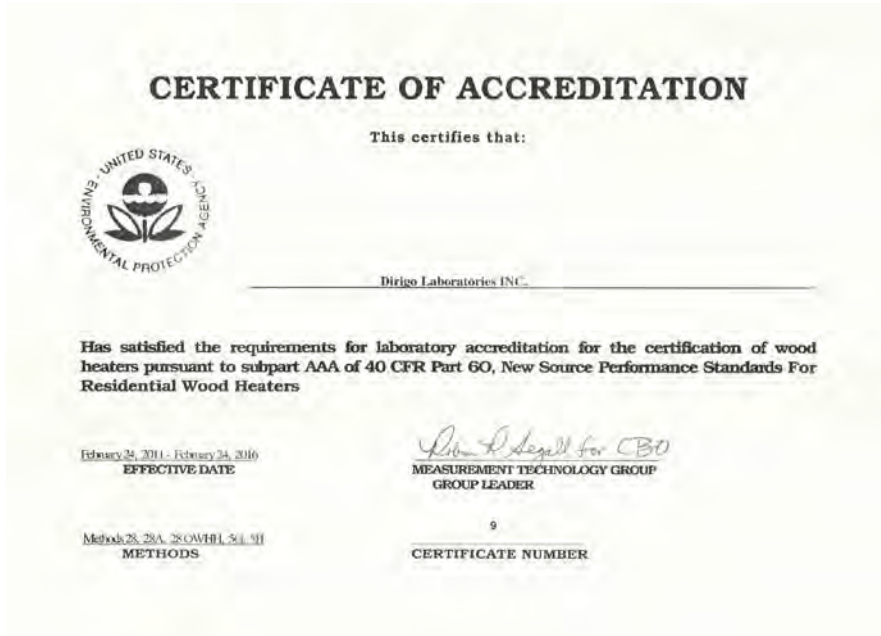 CERTIFICATE OF ACCREDITATION
This certifies that:
UNITED STATES
ENVIRONMENTAL PROTECTION AGENCY
Dirigo Laboratories INC.
Has satisfied the requirements for laboratory accreditation for the certification of wood
heaters pursuant to subpart AAA of 40 CFR Part 60, New Source Performance Standards For
Residential Wood Heaters
February 24, 2011 - February 24, 2016
EFFECTIVE DATE
Segall for CBO
MEASUREMENT TECHNOLOGY GROUP
GROUP LEADER
Methods 28, 28A, 28 OWHH, 5G, 5H
METHODS
9
CERTIFICATE NUMBER